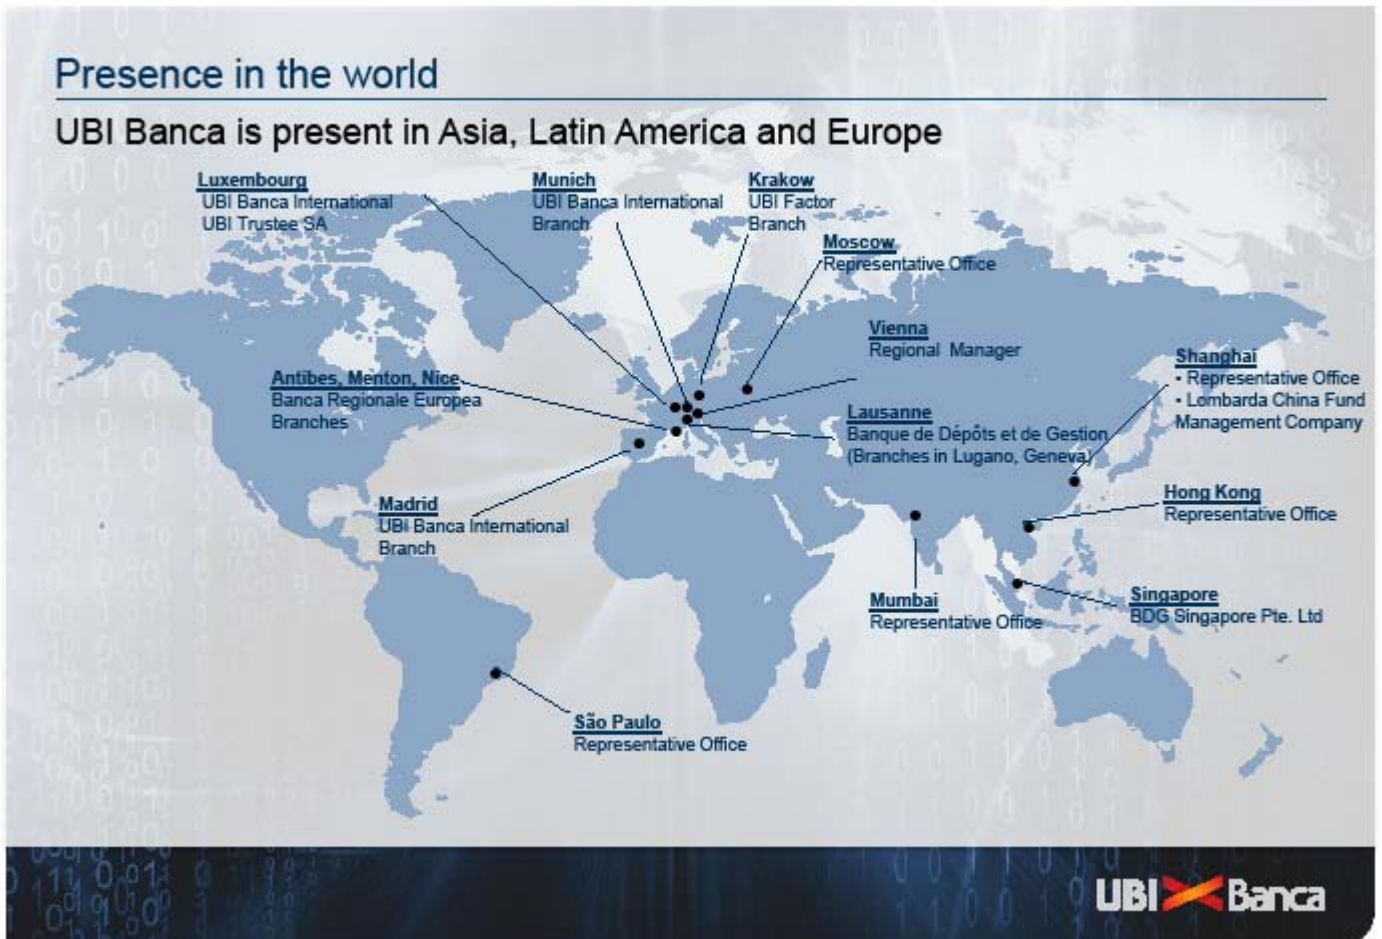 Presence in the world
UBI Banca is present in Asia, Latin America and Europe
Luxembourg
UBI Banca International
UBI Trustee SA
Munich
UBI Banca International
Branch
Krakow
UBI Factor
Branch
Moscow
Representative Office
Vienna
Regional Manager
Shanghai
• Representative Office
• Lombarda China Fund
Management Company
Antibes, Menton, Nice
Banca Regionale Europea
Branches
Lausanne
Banque de Dépôts et de Gestion
(Branches in Lugano, Geneva)
Madrid
UBI Banca International
Branch
Hong Kong
Representative Office
Mumbai
Representative Office
Singapore
BDG Singapore Pte. Ltd
São Paulo
Representative Office
UBI Banca